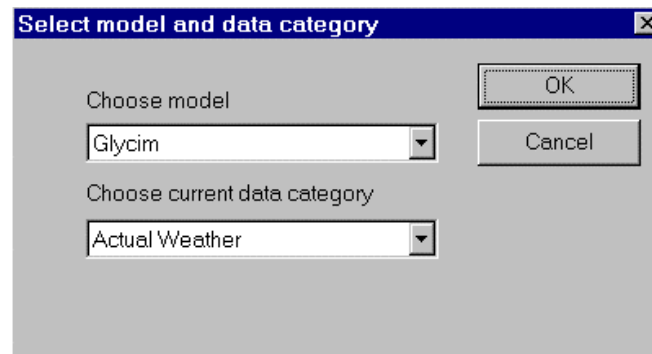 Select model and data category
Choose model
OK
Glycim
Cancel
Choose current data category
Actual Weather